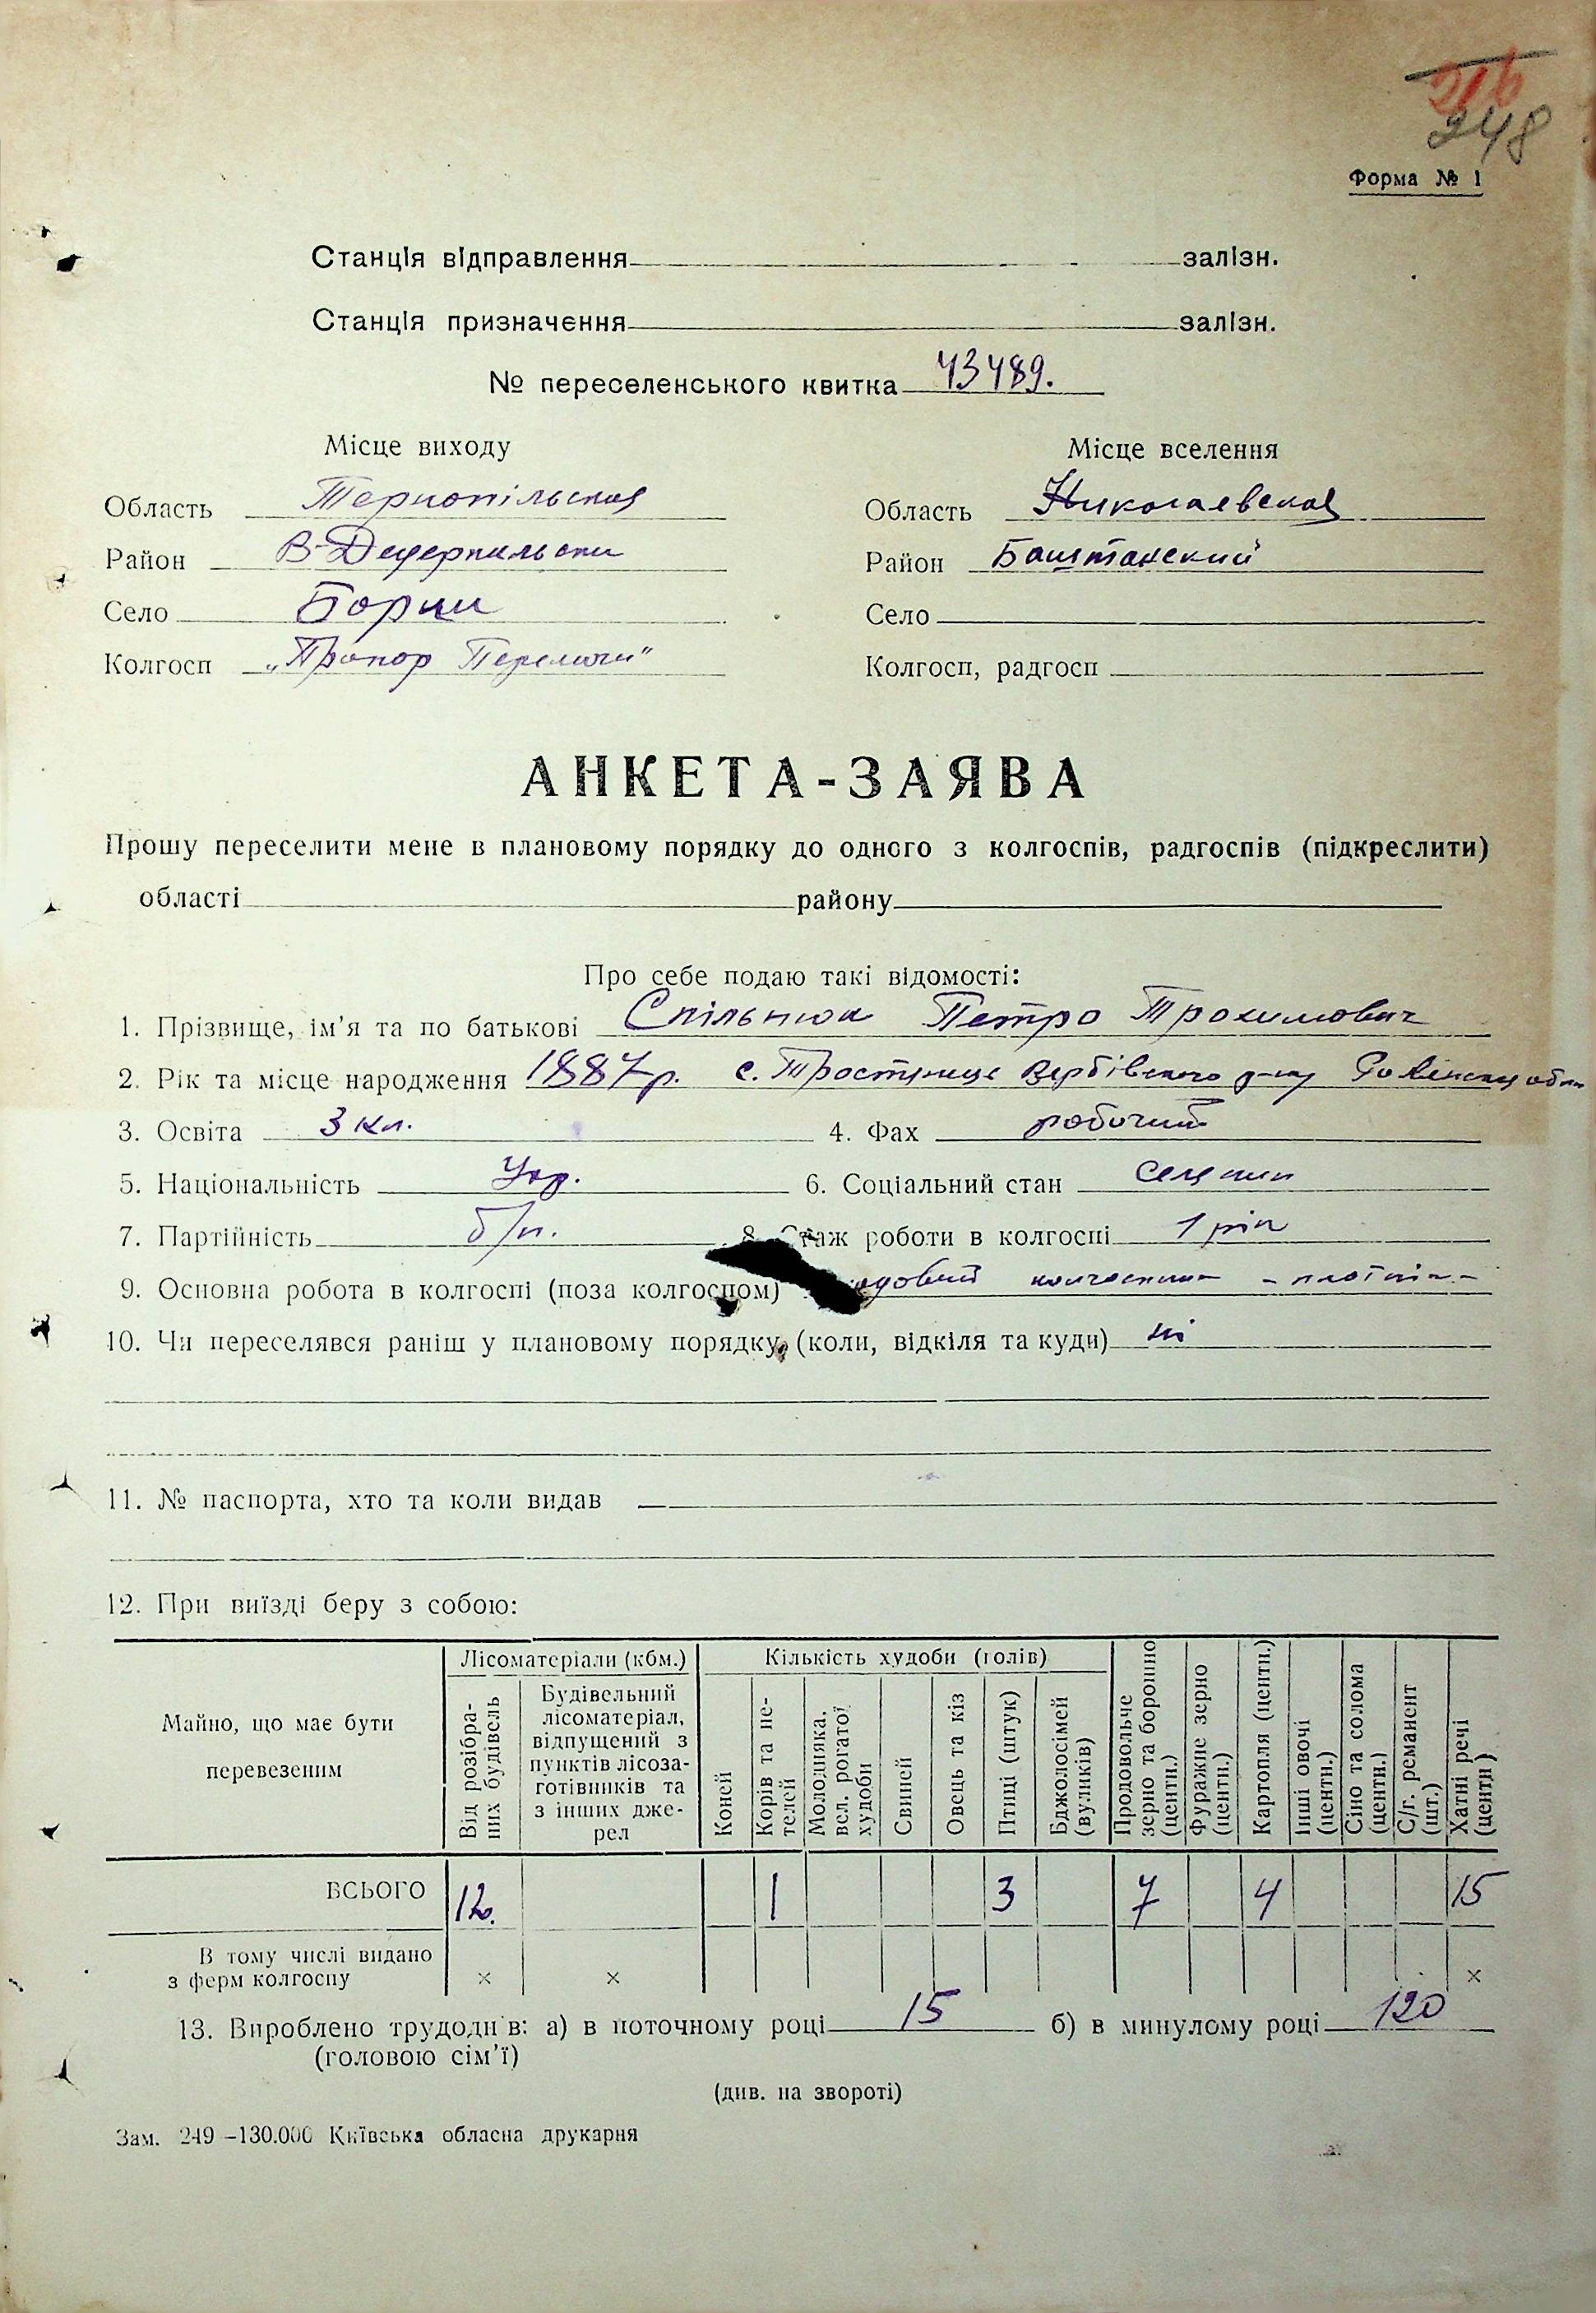 216
248
Форма № 1
Станція відправлення залізн.
Станція призначення залізн.
№ переселенського квитка 43489.
Місце виходу Місце вселення
Область Тернопільская Область Николаевская
Район В-Дедеркальски Район Баштанский
Село Борщи Село
Колгосп „Прапор Перемоги" Колгосп, радгосп
АНКЕТА-ЗАЯВА
Прошу переселити мене в плановому порядку до одного з колгоспів, радгоспів (підкреслити)
області району
Про себе подаю такі відомості:
1. Прізвище, ім'я та по батькові Спільнюк Петро Трохимович
2. Рік та місце народження 1887 р. с. Тростянець Вербівского р-ну Ровенскої обл
3. Освіта 3 кл. 4. Фах робочий
5. Національність Укр. 6. Соціальний стан селянин
7. Партійність б/п. 8. Стаж роботи в колгоспі 1 рік
9. Основна робота в колгоспі (поза колгоспом) рядовий колгоспник
10. Чи переселявся раніш у плановому порядку (коли, відкіля та куди) ні
11. № паспорта, хто та коли видав
12. При виїзді беру з собою:
Майно, що має бути перевезеним
Лісоматеріали (кбм.)
Від розібраних будівель
Будівельний лісоматеріал, відпущений з пунктів лісозаготівників та з інших джерел
Кількість худоби (голів)
Коней
Корів та нетелей
Молодняка, вел. рогатої худоби
Свиней
Овець та кіз
Птиці (штук)
Бджолосімей (вуликів)
Продовольче зерно та борошно (центн.)
Фуражне зерно (центн.)
Картопля (центн.)
Інші овочі (центн.)
Сіно та солома (центн.)
С/г. реманент (шт.)
Хатні речі (центн)
ВСЬОГО 12. 1 3 7 4 15
В тому числі видано
з ферм колгоспу × × ×
13. Вироблено трудоднів: а) в поточному році 15 б) в минулому році 120
(головою сім'ї)
(див. на звороті)
Зам. 249–130.000 Київська обласна друкарня